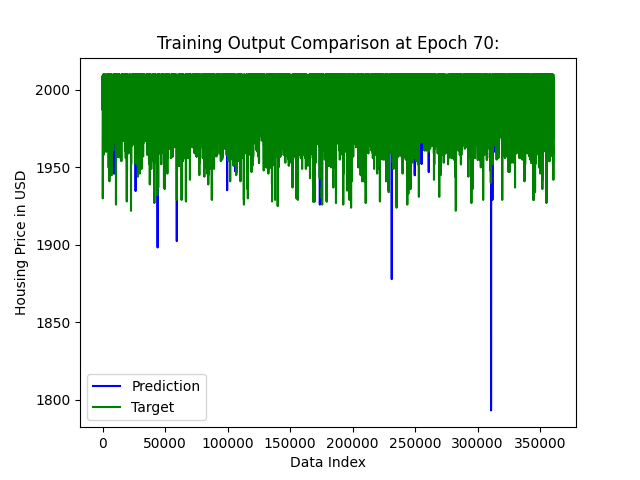 Training Output Comparison at Epoch 70:
Housing Price in USD
2000
1950
1900
1850
1800
Prediction
Target
0 50000 100000 150000 200000 250000 300000 350000
Data Index